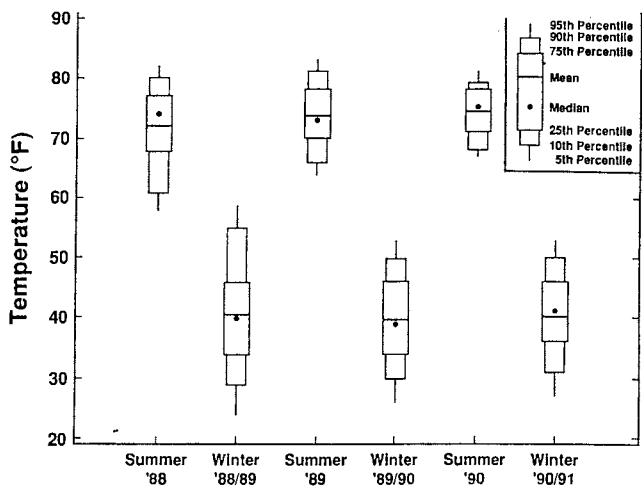 90
80
70
60
50
40
30
20
Temperature (°F)
95th Percentile
90th Percentile
75th Percentile
Mean
Median
25th Percentile
10th Percentile
5th Percentile
Summer '88
Winter '88/89
Summer '89
Winter '89/90
Summer '90
Winter '90/91